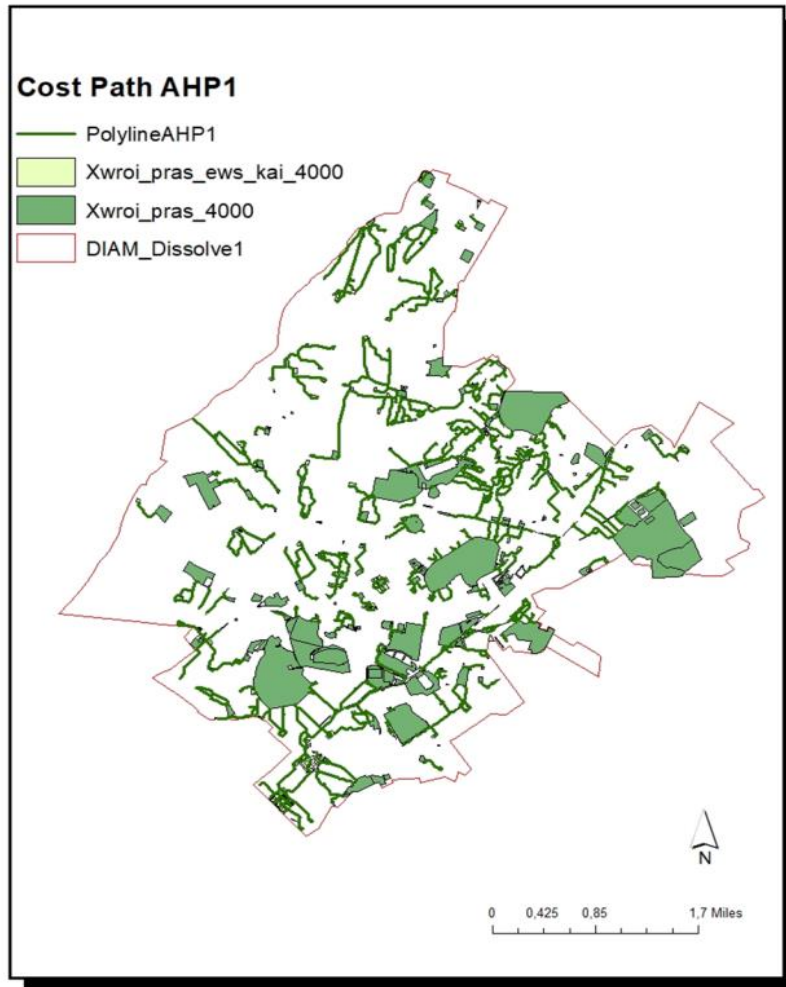 Cost Path AHP1
PolylineAHP1
Xwroi_pras_ews_kai_4000
Xwroi_pras_4000
DIAM_Dissolve1
N
0 0,425 0,85 1,7 Miles